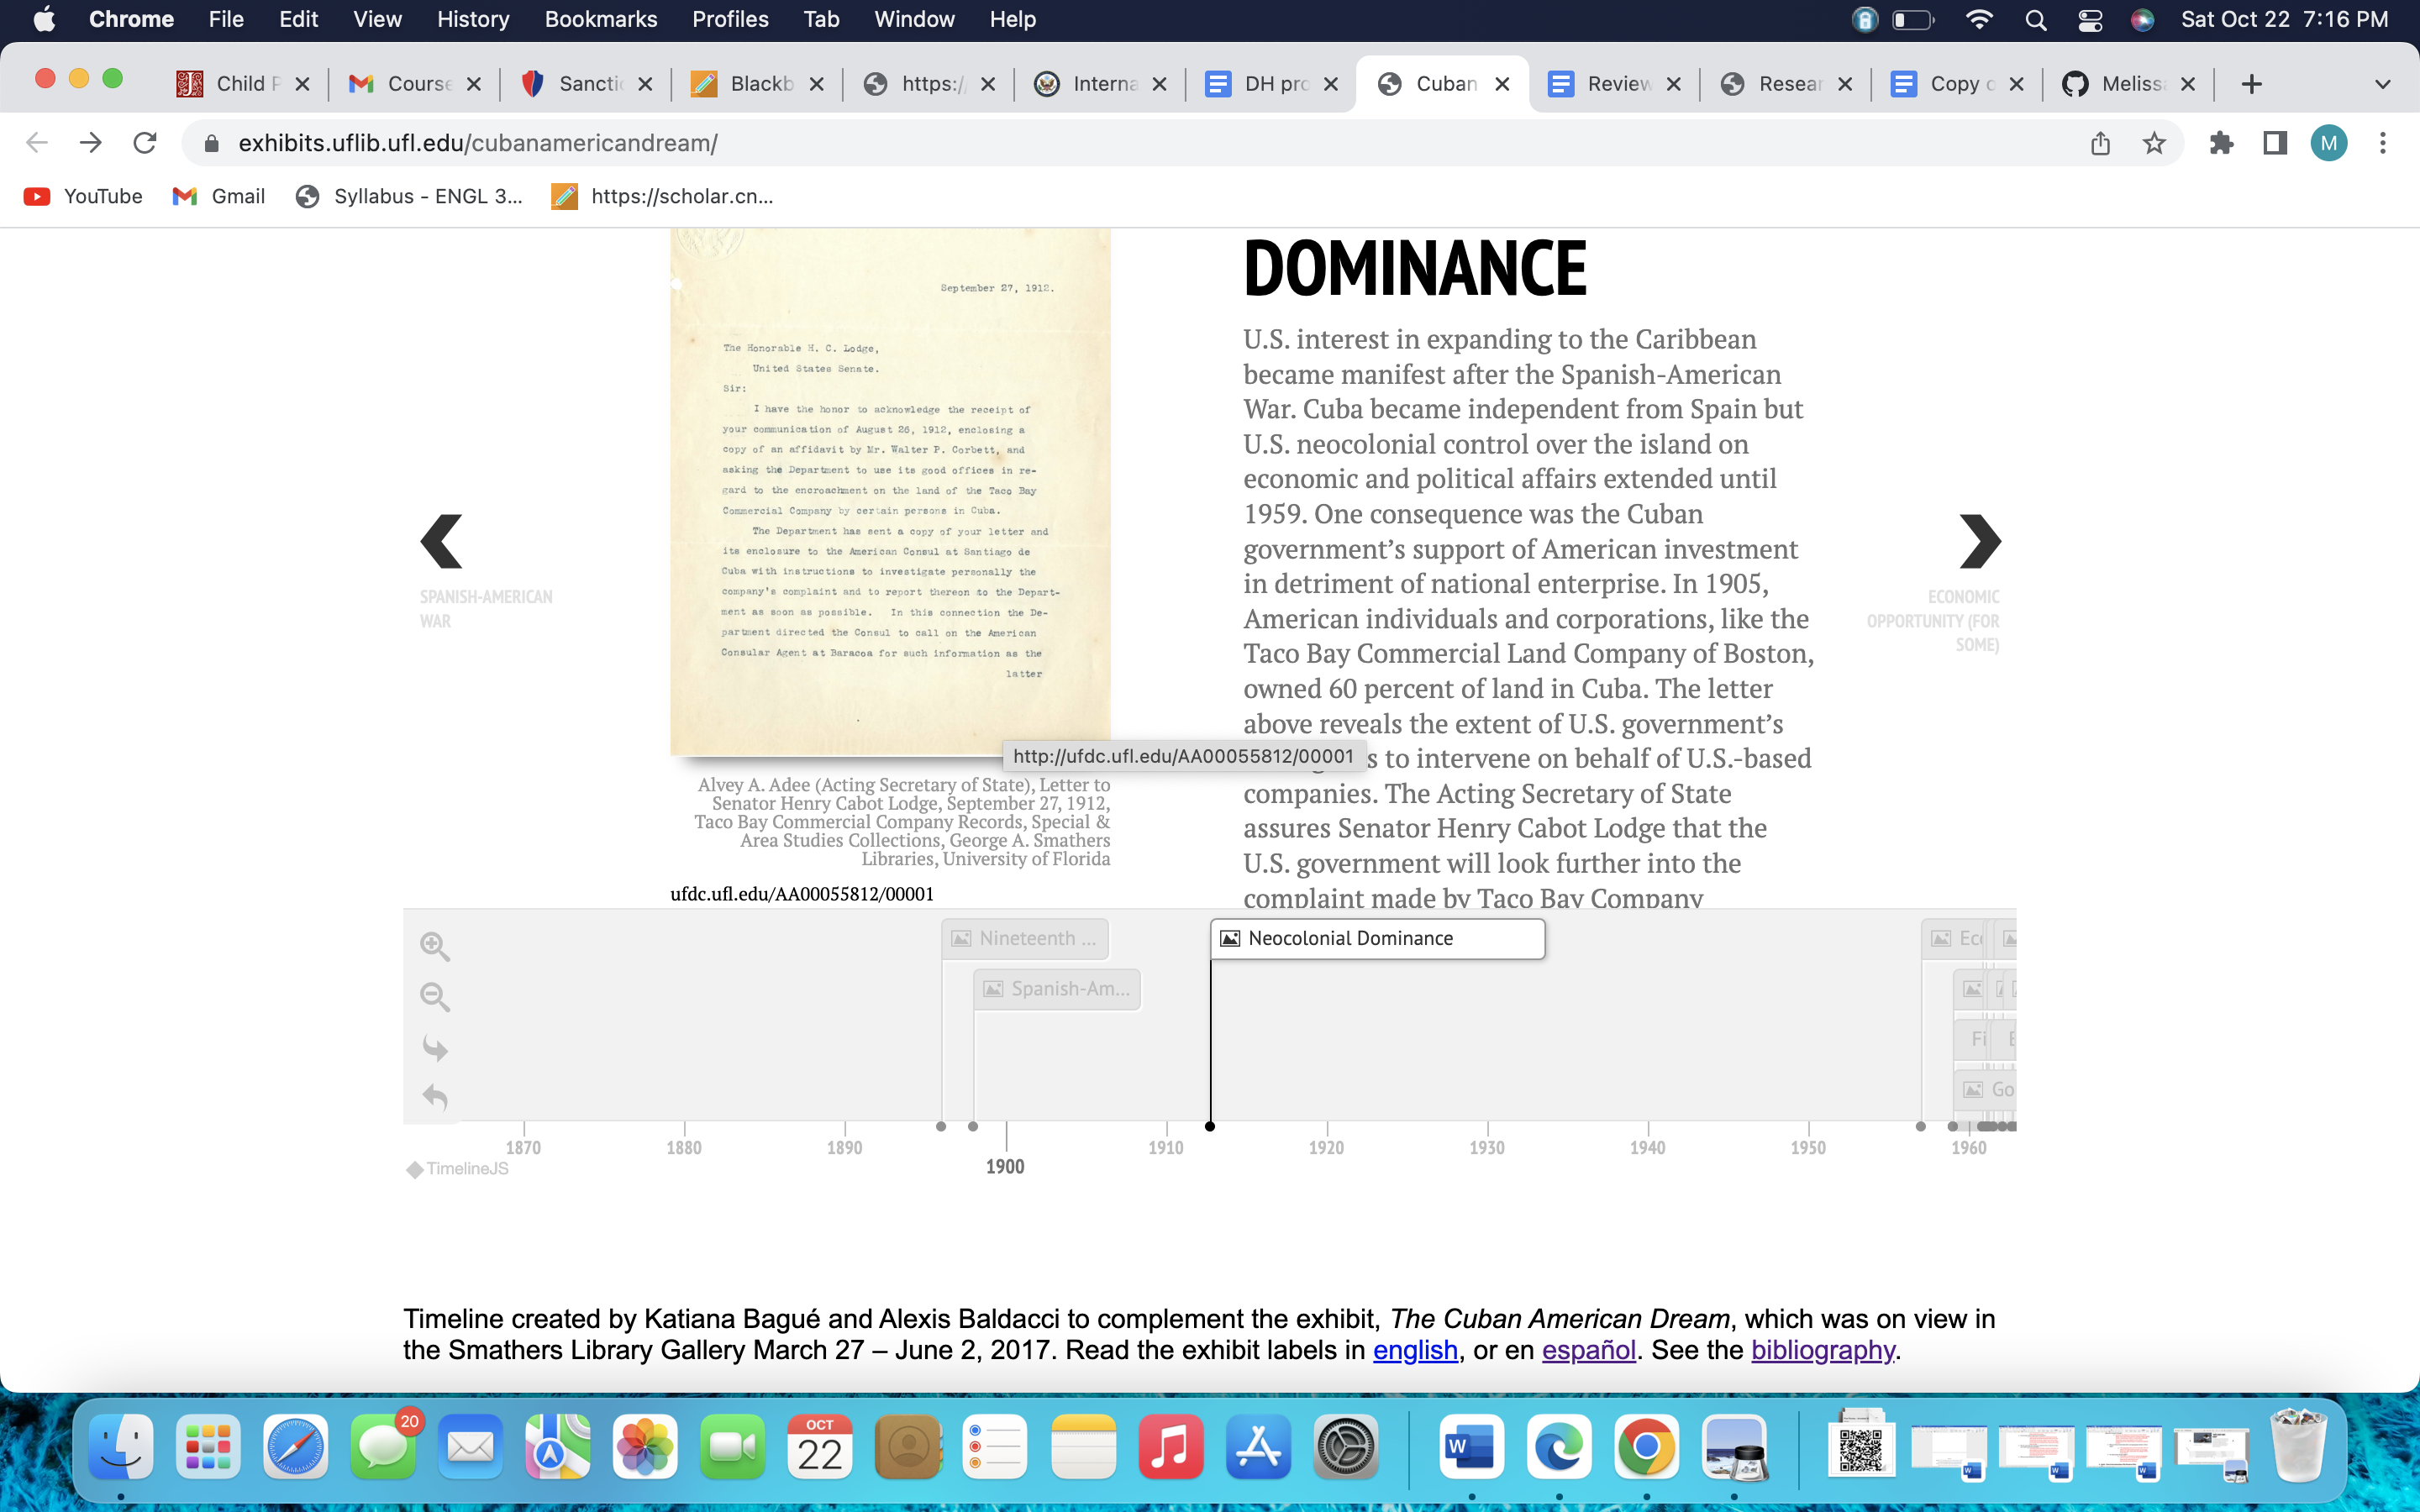 Chrome File Edit View History Bookmarks Profiles Tab Window Help
Sat Oct 22 7:16 PM
Child P
Course
Sanctio
Blackb
https:/
Interna
DH pro
Cuban
Review
Resear
Copy o
Meliss
exhibits.uflib.ufl.edu/cubanamericandream/
M
YouTube
Gmail
Syllabus - ENGL 3...
https://scholar.cn...
September 27, 1912.
The Honorable H. C. Lodge,
United States Senate.
Sir:
I have the honor to acknowledge the receipt of
your communication of August 26, 1912, enclosing a
copy of an affidavit by Mr. Walter P. Corbett, and
asking the Department to use its good offices in re-
gard to the encroachment on the land of the Taco Bay
Commercial Company by certain persons in Cuba.
The Department has sent a copy of your letter and
its enclosure to the American Consul at Santiago de
Cuba with instructions to investigate personally the
company's complaint and to report thereon to the Depart-
ment as soon as possible. In this connection the De-
partment directed the Consul to call on the American
Consular Agent at Baracoa for such information as the
latter
DOMINANCE
U.S. interest in expanding to the Caribbean
became manifest after the Spanish-American
War. Cuba became independent from Spain but
U.S. neocolonial control over the island on
economic and political affairs extended until
1959. One consequence was the Cuban
government’s support of American investment
in detriment of national enterprise. In 1905,
American individuals and corporations, like the
Taco Bay Commercial Land Company of Boston,
owned 60 percent of land in Cuba. The letter
above reveals the extent of U.S. government’s
s to intervene on behalf of U.S.-based
companies. The Acting Secretary of State
assures Senator Henry Cabot Lodge that the
U.S. government will look further into the
complaint made by Taco Bay Company
SPANISH-AMERICAN
WAR
ECONOMIC
OPPORTUNITY (FOR
SOME)
http://ufdc.ufl.edu/AA00055812/00001
Alvey A. Adee (Acting Secretary of State), Letter to
Senator Henry Cabot Lodge, September 27, 1912,
Taco Bay Commercial Company Records, Special &
Area Studies Collections, George A. Smathers
Libraries, University of Florida
ufdc.ufl.edu/AA00055812/00001
Nineteenth ...
Neocolonial Dominance
Eco
Spanish-Am...
Fi
E
Go
1870 1880 1890 1900 1910 1920 1930 1940 1950 1960
TimelineJS
Timeline created by Katiana Bagué and Alexis Baldacci to complement the exhibit, The Cuban American Dream, which was on view in
the Smathers Library Gallery March 27 – June 2, 2017. Read the exhibit labels in english, or en español. See the bibliography.
20
OCT
22
W